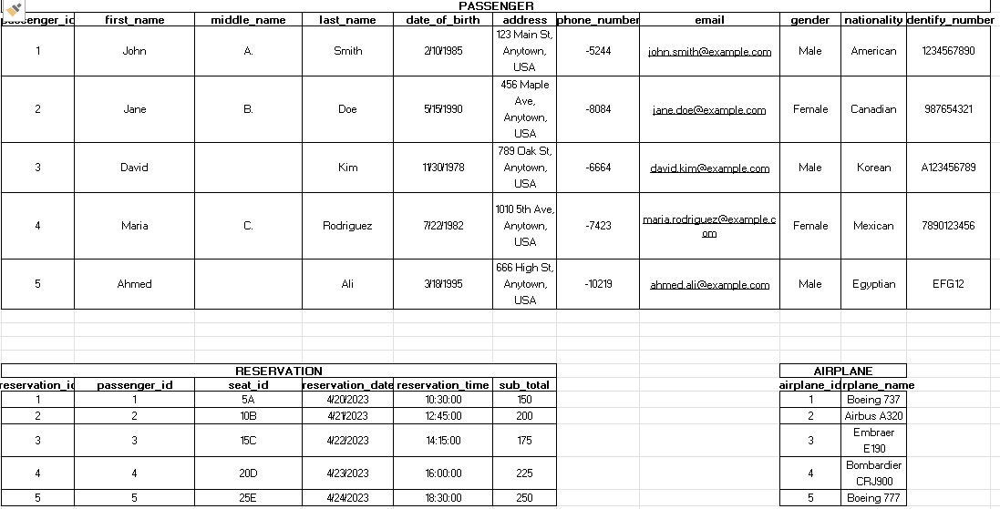 PASSENGER
passenger_id first_name middle_name last_name date_of_birth address phone_number email gender nationality identify_number
1 John A. Smith 2/10/1985 123 Main St, Anytown, USA -5244 john.smith@example.com Male American 1234567890
2 Jane B. Doe 5/15/1990 456 Maple Ave, Anytown, USA -8084 jane.doe@example.com Female Canadian 987654321
3 David Kim 11/30/1978 789 Oak St, Anytown, USA -6664 david.kim@example.com Male Korean A123456789
4 Maria C. Rodriguez 7/22/1982 1010 5th Ave, Anytown, USA -7423 maria.rodriguez@example.com Female Mexican 7890123456
5 Ahmed Ali 3/18/1995 666 High St, Anytown, USA -10219 ahmed.ali@example.com Male Egyptian EFG12
RESERVATION AIRPLANE
reservation_id passenger_id seat_id reservation_date reservation_time sub_total airplane_id rplane_name
1 1 5A 4/20/2023 10:30:00 150 1 Boeing 737
2 2 10B 4/21/2023 12:45:00 200 2 Airbus A320
3 3 15C 4/22/2023 14:15:00 175 3 Embraer E190
4 4 20D 4/23/2023 16:00:00 225 4 Bombardier CRJ900
5 5 25E 4/24/2023 18:30:00 250 5 Boeing 777